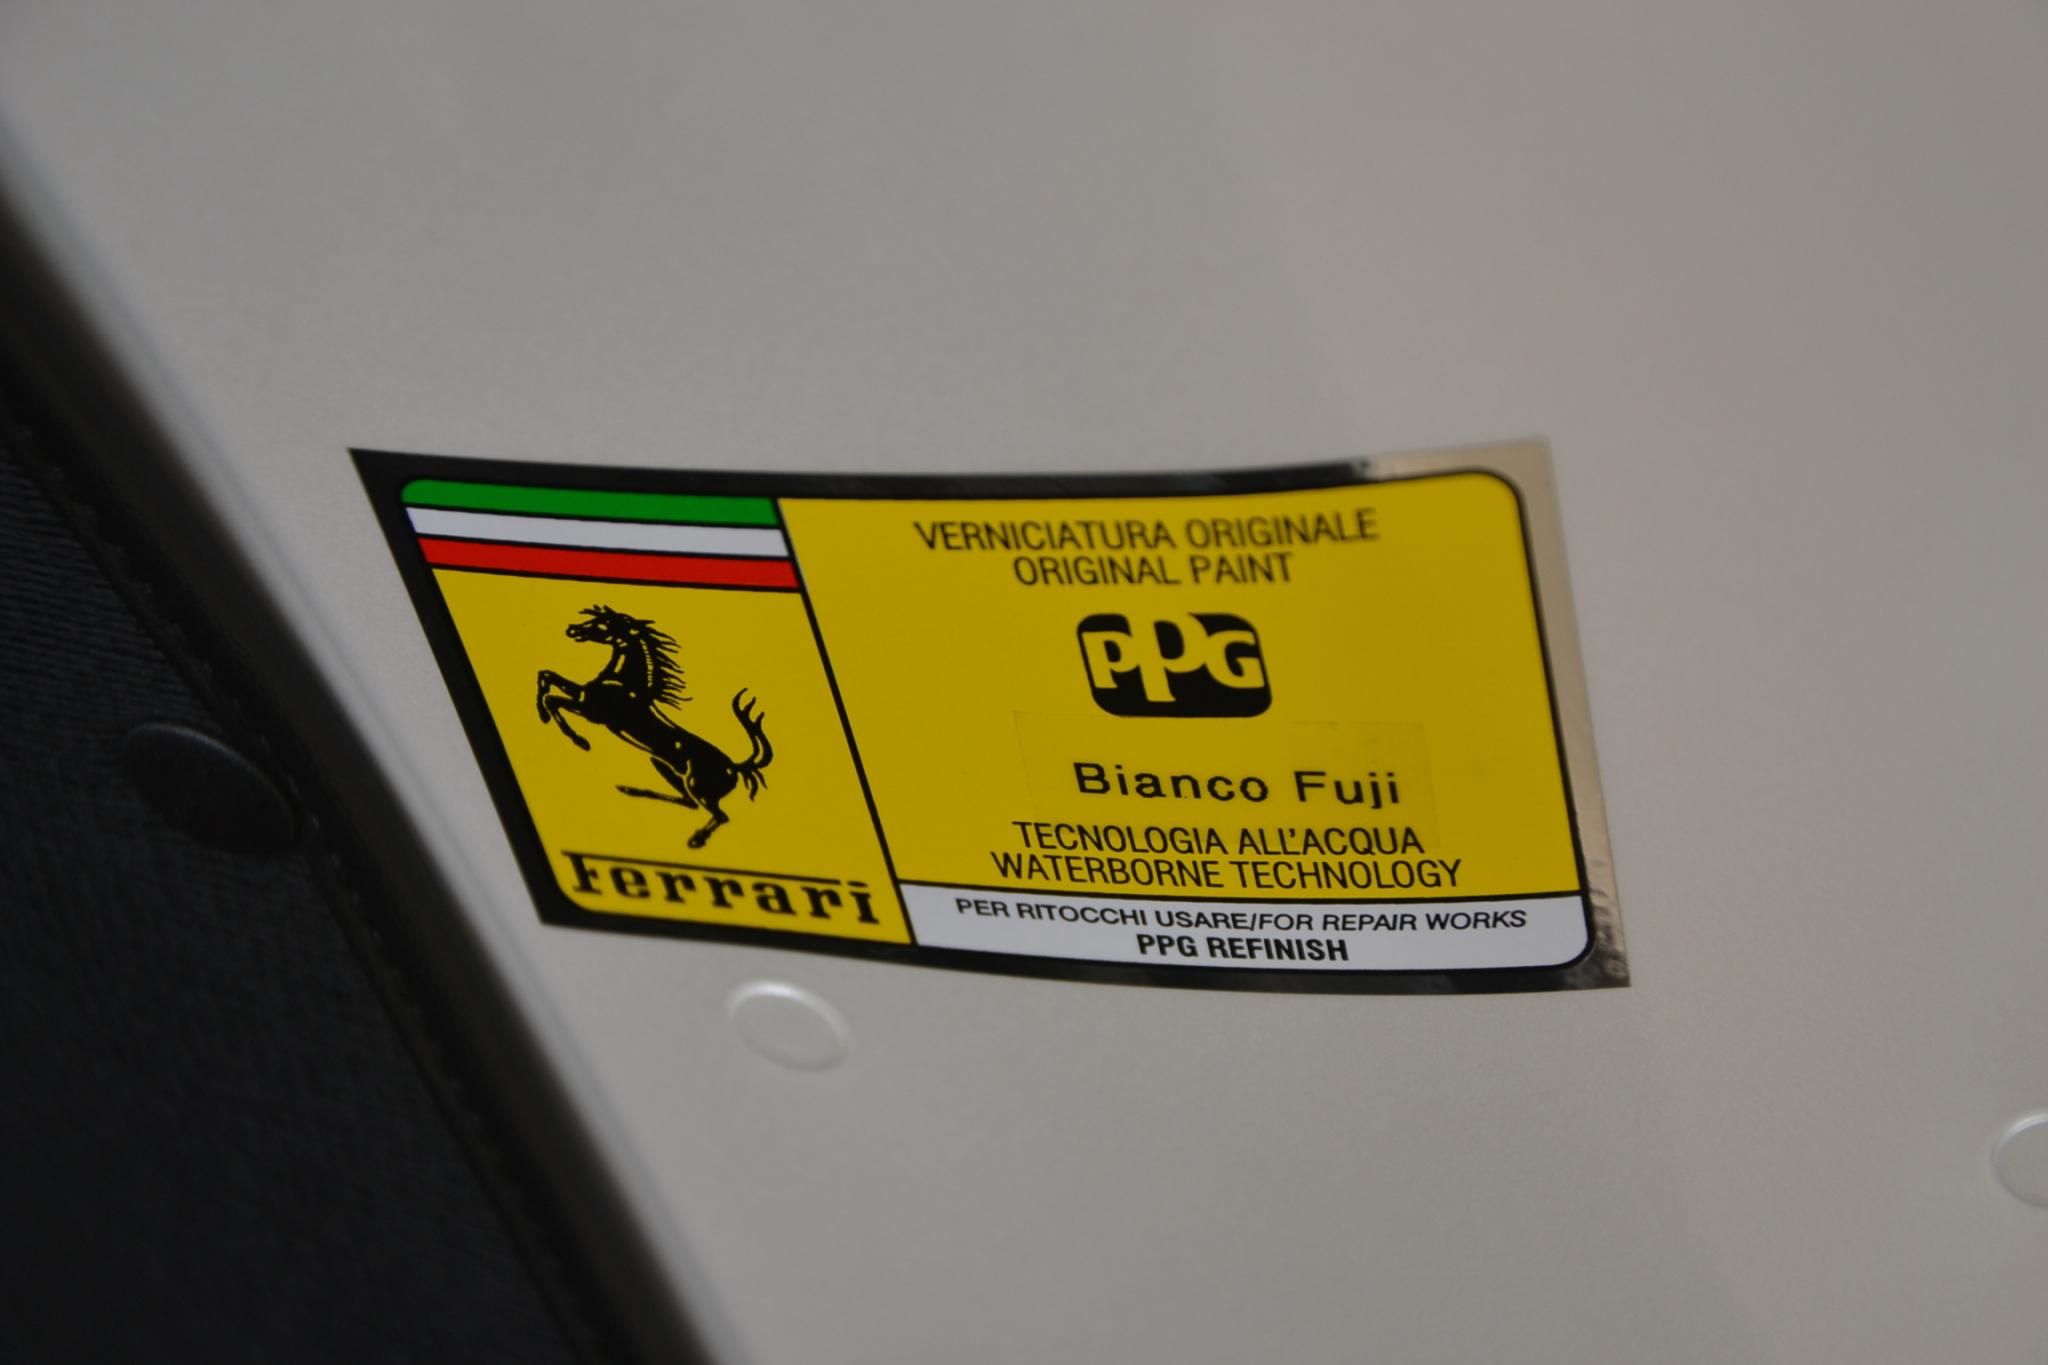 Ferrari
VERNICIATURA ORIGINALE
ORIGINAL PAINT
PPG
Bianco Fuji
TECNOLOGIA ALL'ACQUA
WATERBORNE TECHNOLOGY
PER RITOCCHI USARE/FOR REPAIR WORKS
PPG REFINISH